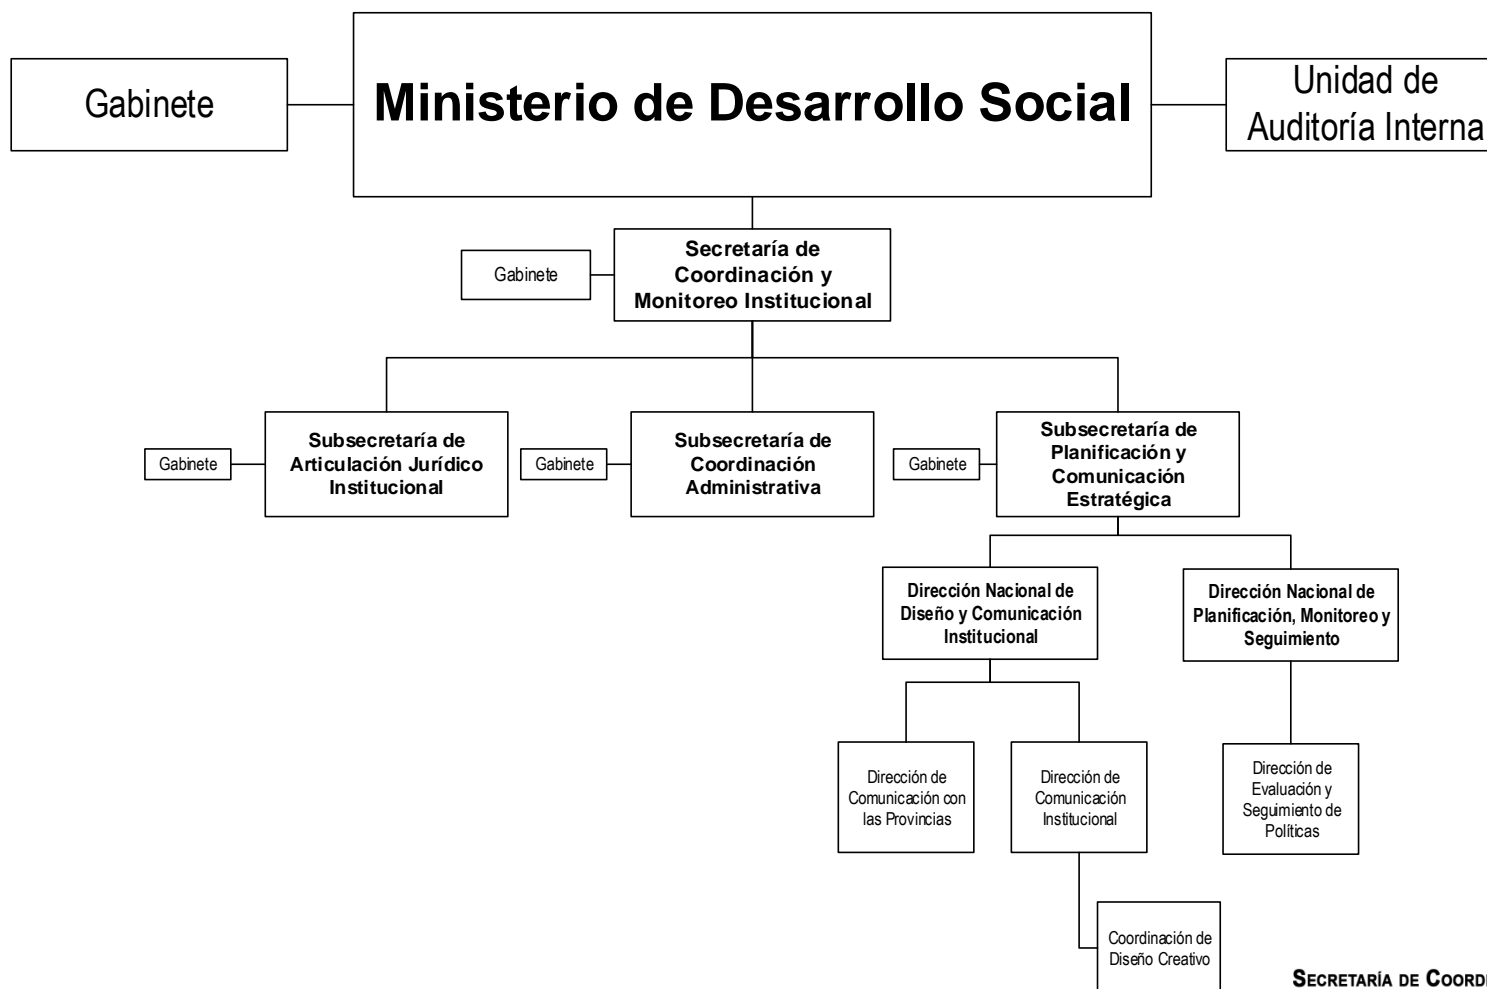 Gabinete
Ministerio de Desarrollo Social
Unidad de
Auditoría Interna
Gabinete
Secretaría de
Coordinación y
Monitoreo Institucional
Gabinete
Subsecretaría de
Articulación Jurídico
Institucional
Gabinete
Subsecretaría de
Coordinación
Administrativa
Gabinete
Subsecretaría de
Planificación y
Comunicación
Estratégica
Dirección Nacional de
Diseño y Comunicación
Institucional
Dirección Nacional de
Planificación, Monitoreo y
Seguimiento
Dirección de
Comunicación con
las Provincias
Dirección de
Comunicación
Institucional
Dirección de
Evaluación y
Seguimiento de
Políticas
Coordinación de
Diseño Creativo
SECRETARÍA DE